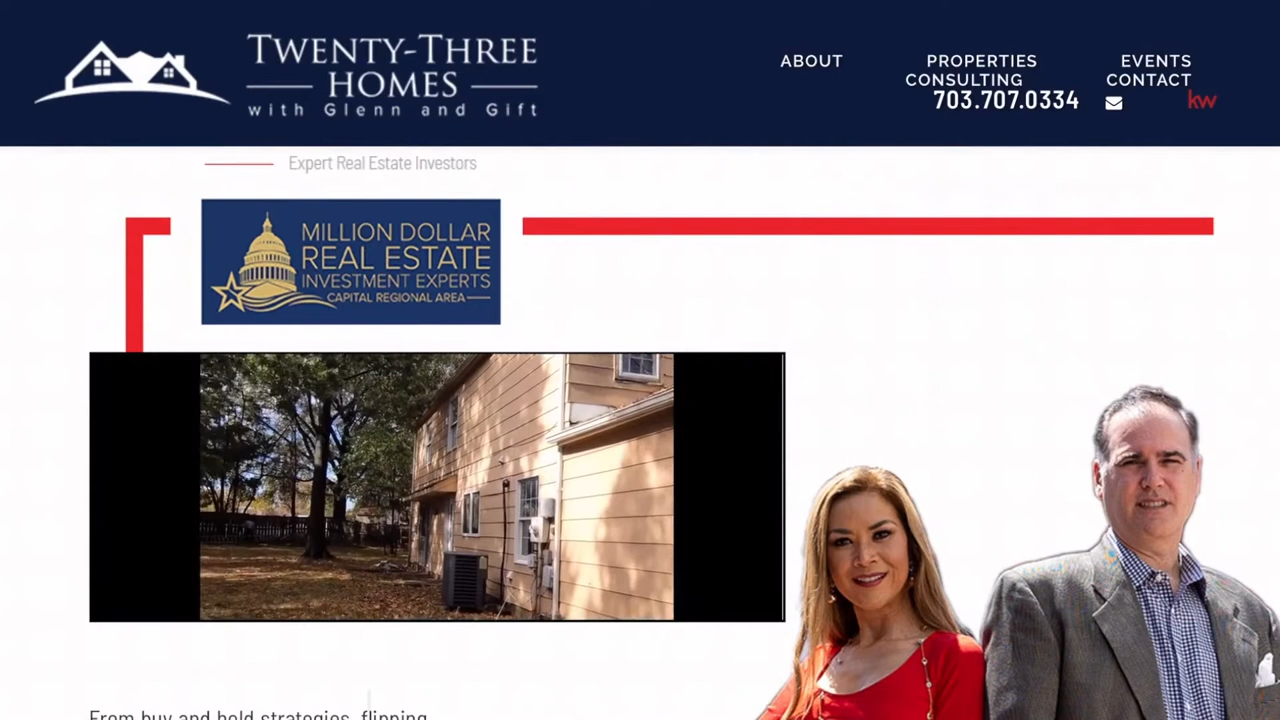 TWENTY-THREE
HOMES
with Glenn and Gift
ABOUT PROPERTIES EVENTS
CONSULTING CONTACT
703.707.0334 kw
Expert Real Estate Investors
MILLION DOLLAR
REAL ESTATE
INVESTMENT EXPERTS
CAPITAL REGIONAL AREA
From buy and hold strategies, flipping